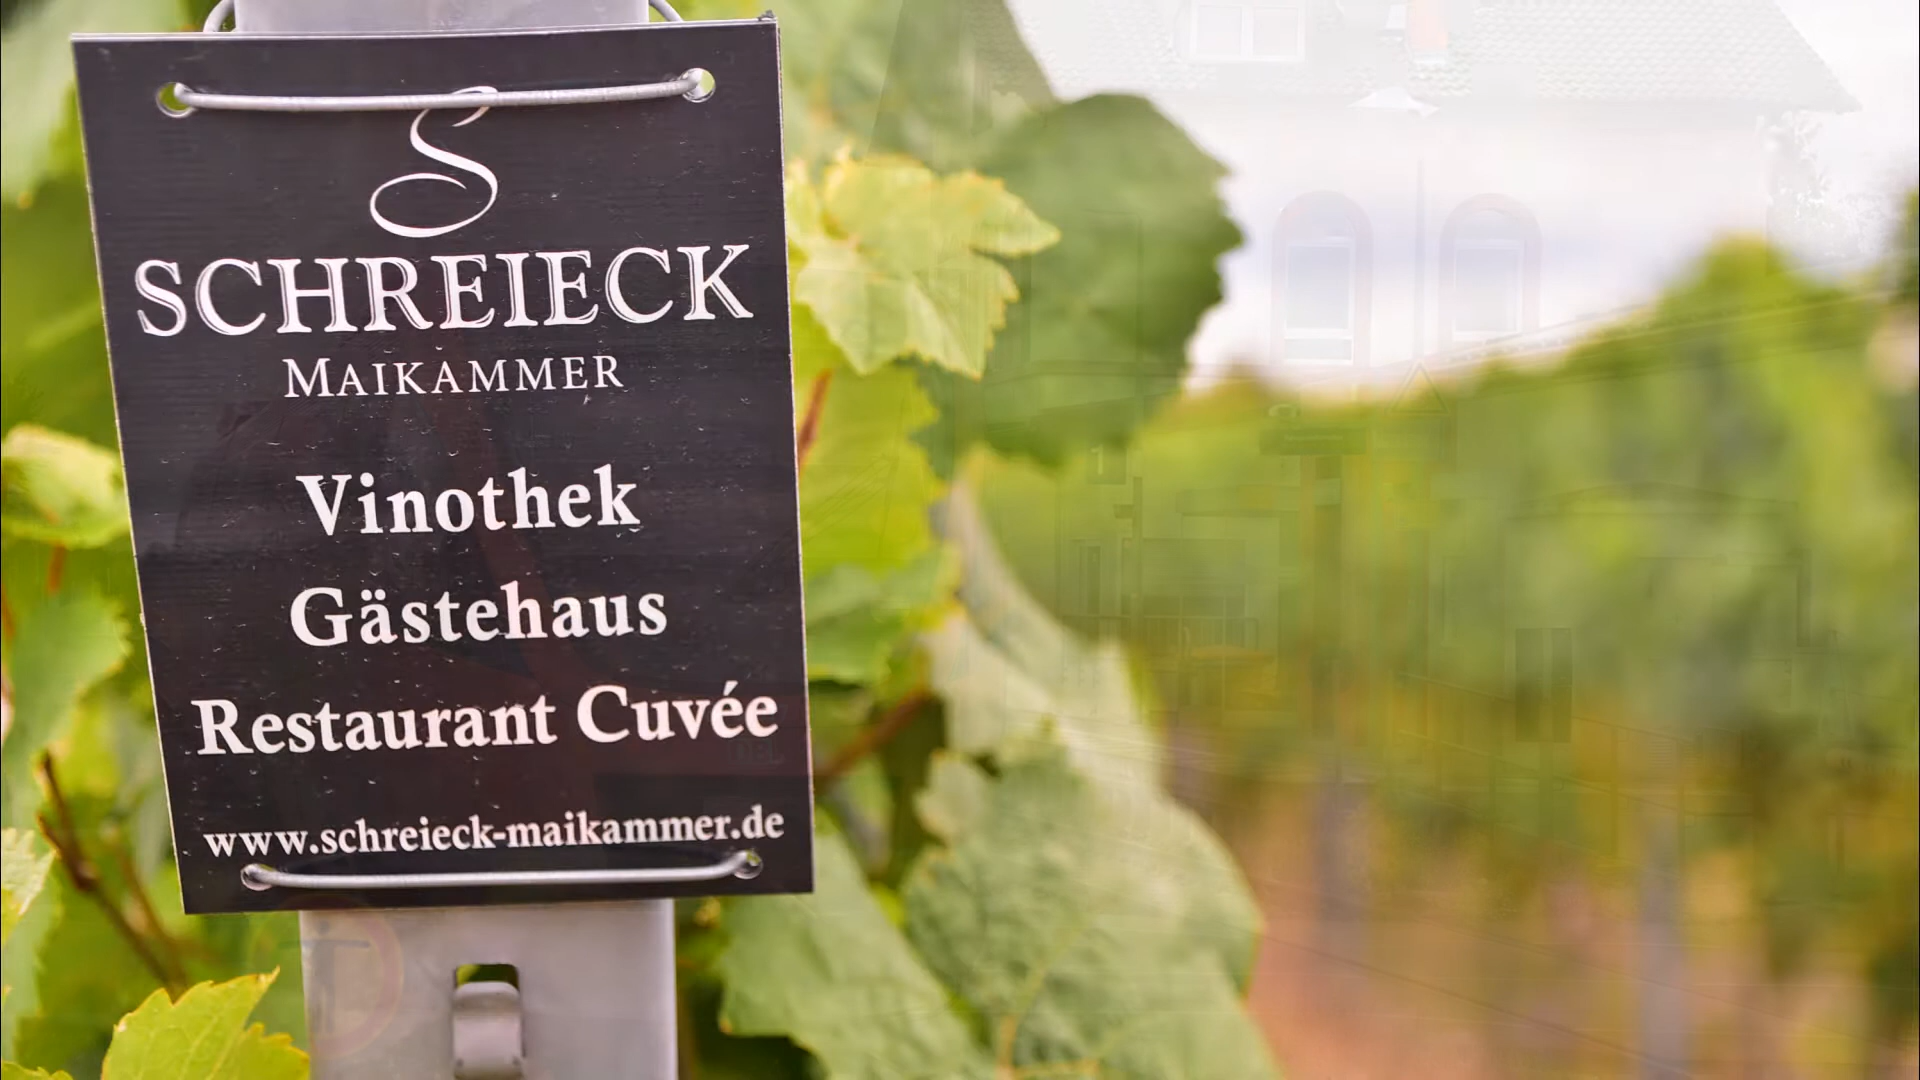 S
SCHREIECK
MAIKAMMER
Vinothek
Gästehaus
Restaurant Cuvée
www.schreieck-maikammer.de